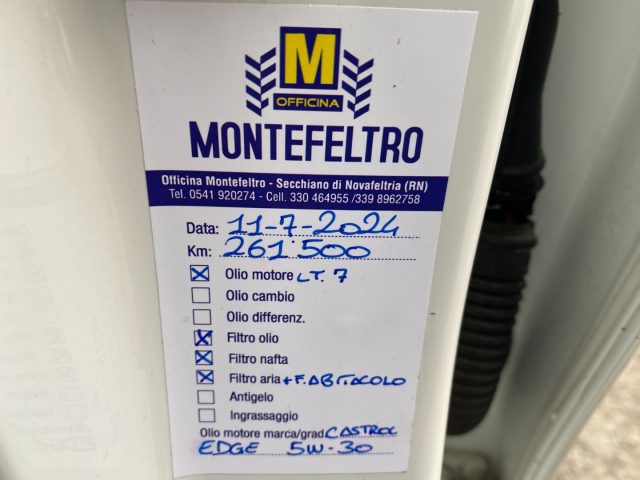 M
OFFICINA
MONTEFELTRO
Officina Montefeltro - Secchiano di Novafeltria (RN)
Tel. 0541 920274 - Cell. 330 464955 /339 8962758
Data: 11-7-2024
Km: 261.500
Olio motore LT. 7
Olio cambio
Olio differenz.
Filtro olio
Filtro nafta
Filtro aria + F. ABITACOLO
Antigelo
Ingrassaggio
Olio motore marca/grad CASTROL
EDGE 5W-30